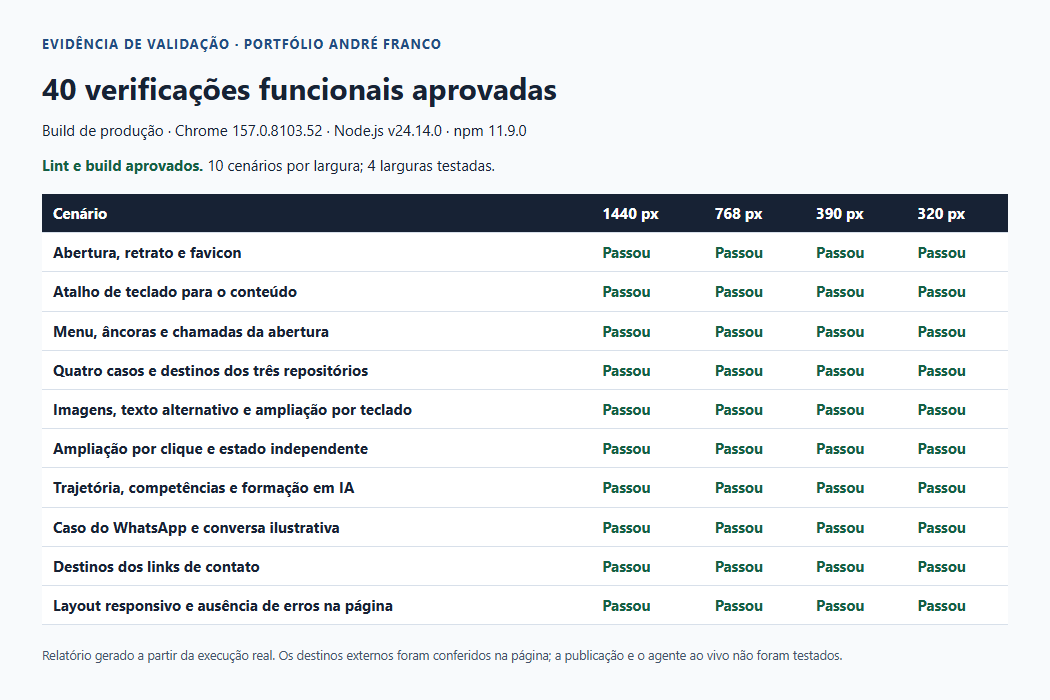 EVIDÊNCIA DE VALIDAÇÃO · PORTFÓLIO ANDRÉ FRANCO
40 verificações funcionais aprovadas
Build de produção · Chrome 157.0.8103.52 · Node.js v24.14.0 · npm 11.9.0
Lint e build aprovados. 10 cenários por largura; 4 larguras testadas.
Cenário 1440 px 768 px 390 px 320 px
Abertura, retrato e favicon Passou Passou Passou Passou
Atalho de teclado para o conteúdo Passou Passou Passou Passou
Menu, âncoras e chamadas da abertura Passou Passou Passou Passou
Quatro casos e destinos dos três repositórios Passou Passou Passou Passou
Imagens, texto alternativo e ampliação por teclado Passou Passou Passou Passou
Ampliação por clique e estado independente Passou Passou Passou Passou
Trajetória, competências e formação em IA Passou Passou Passou Passou
Caso do WhatsApp e conversa ilustrativa Passou Passou Passou Passou
Destinos dos links de contato Passou Passou Passou Passou
Layout responsivo e ausência de erros na página Passou Passou Passou Passou
Relatório gerado a partir da execução real. Os destinos externos foram conferidos na página; a publicação e o agente ao vivo não foram testados.